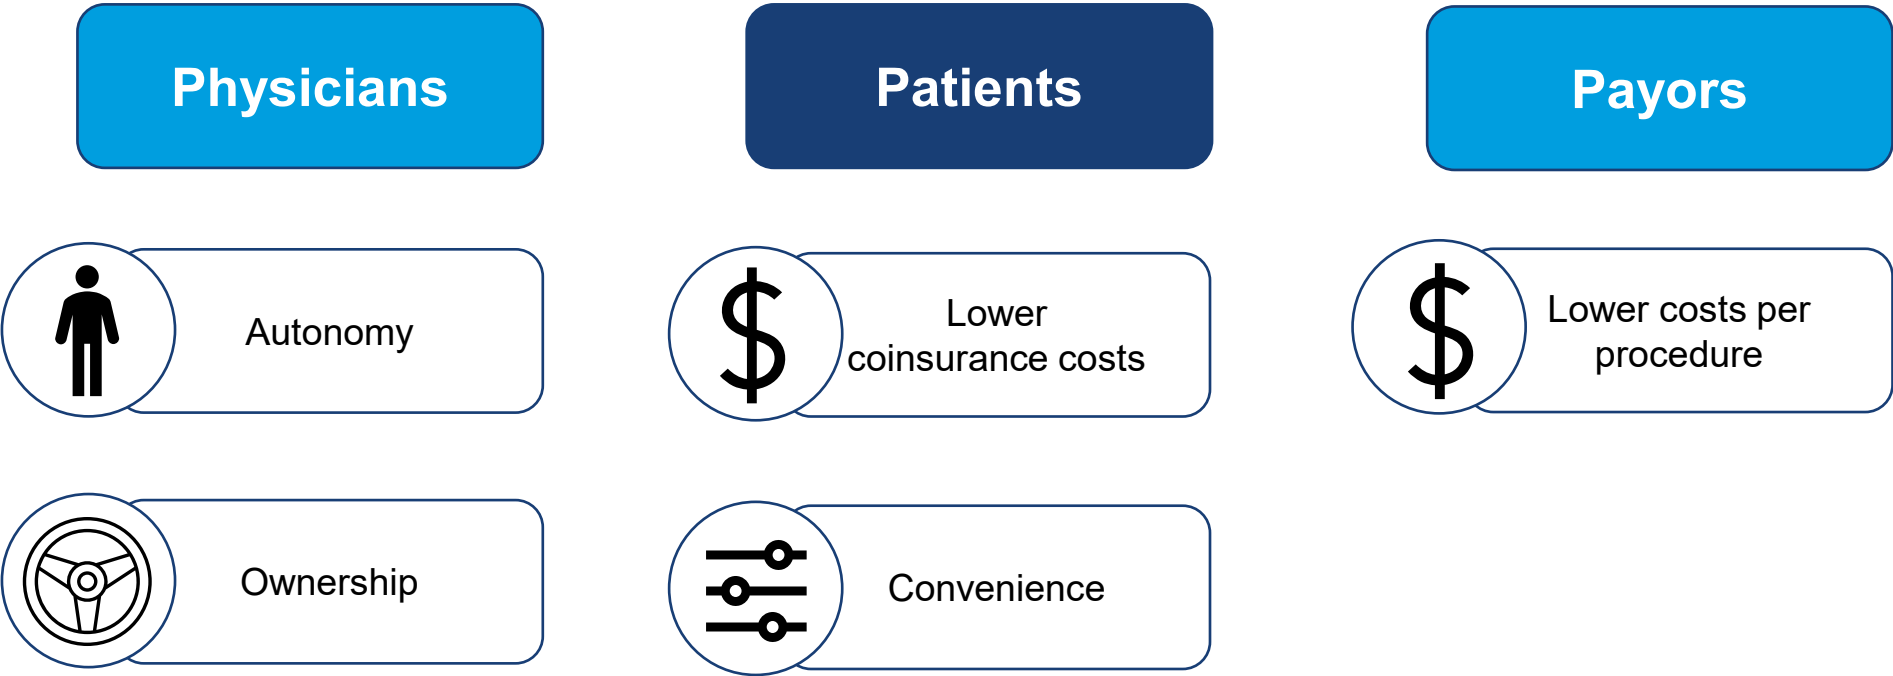 Physicians
Patients
Payors
Autonomy
Lower
coinsurance costs
Lower costs per
procedure
Ownership
Convenience